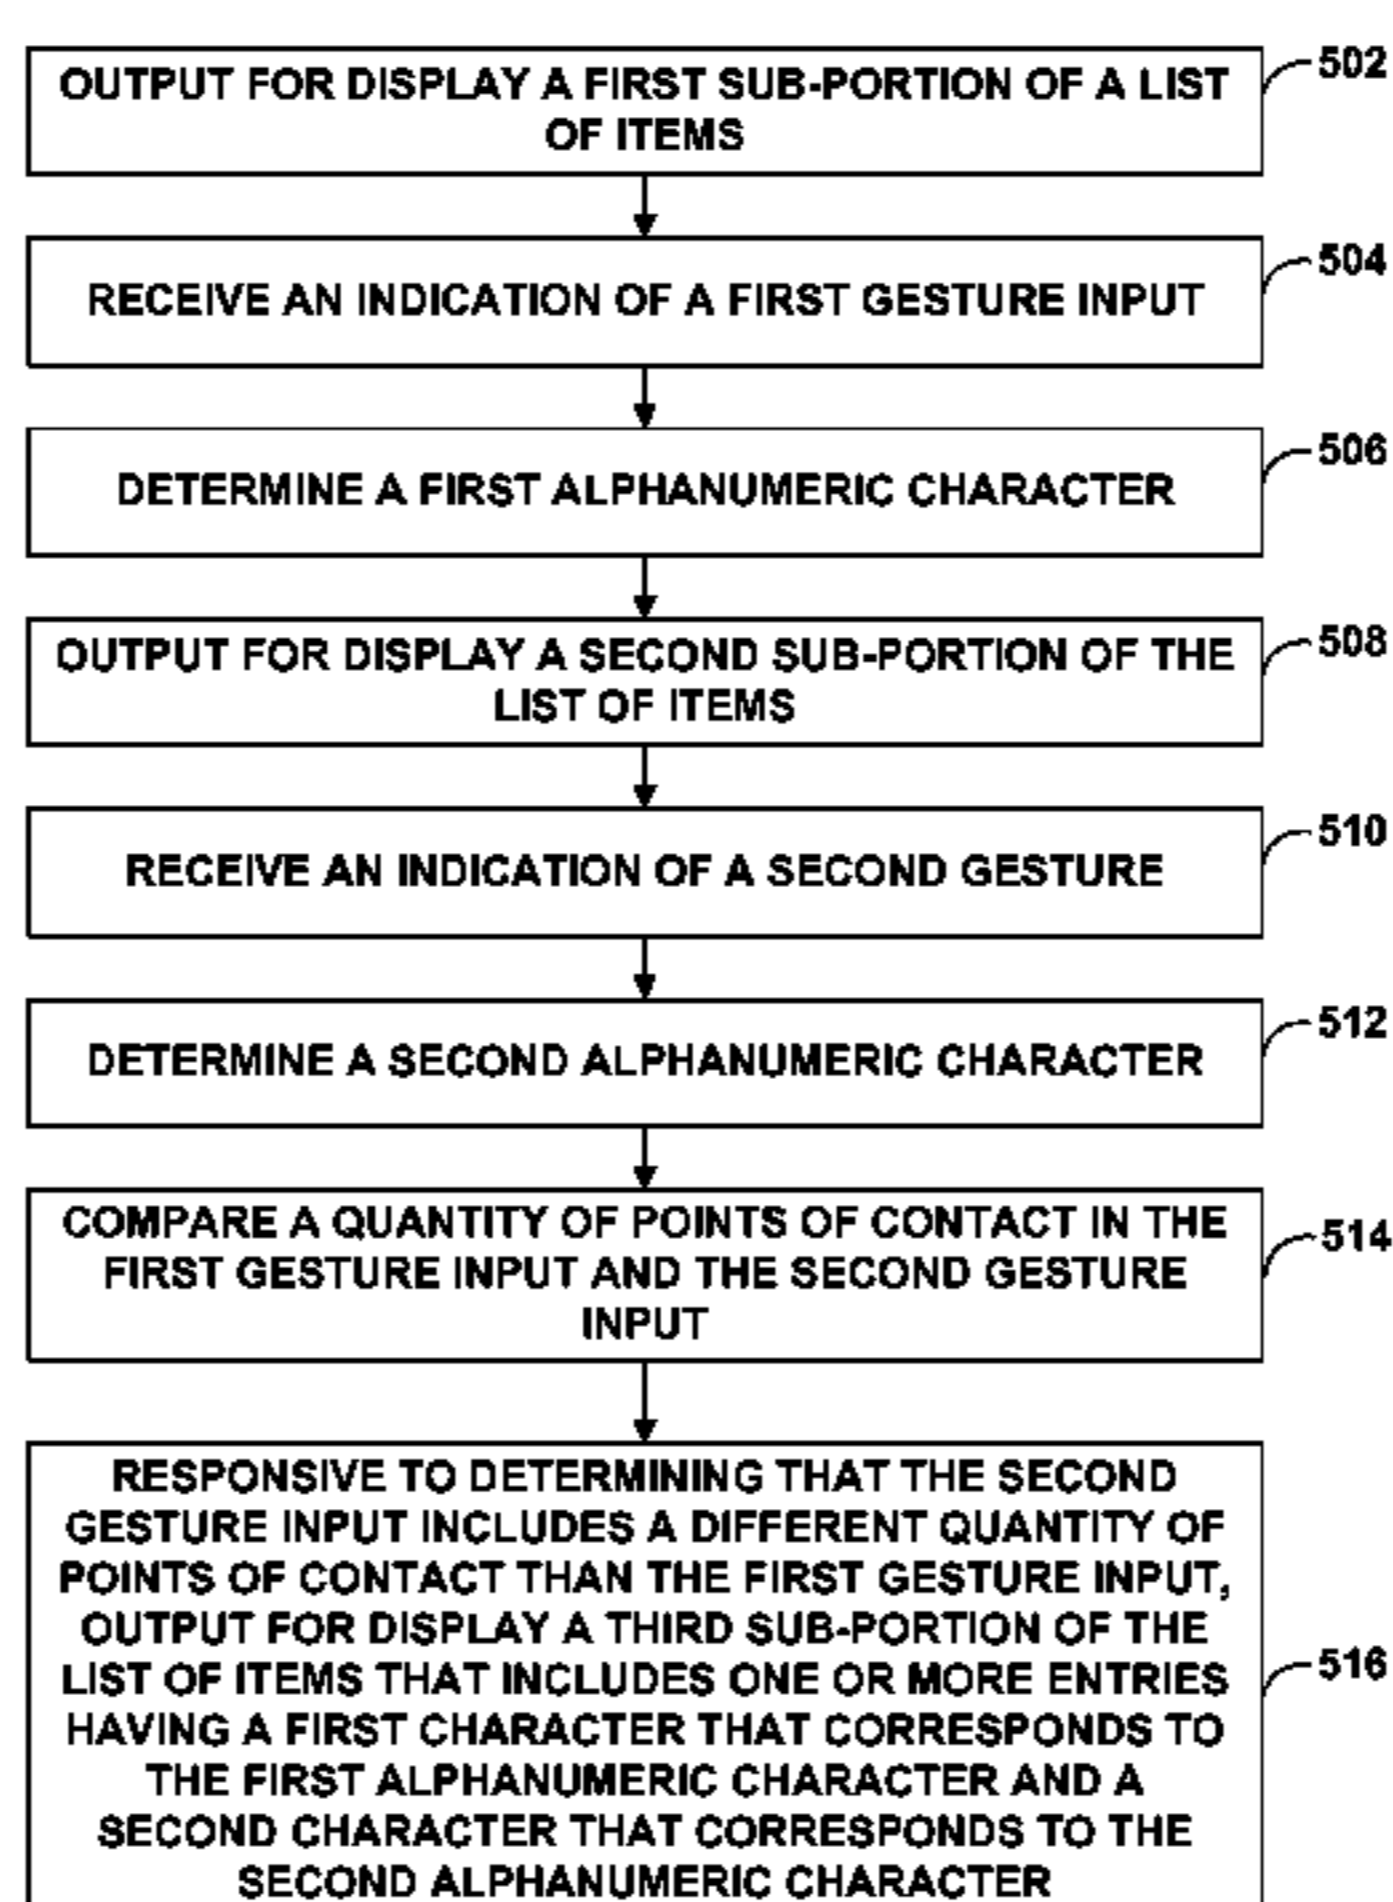 OUTPUT FOR DISPLAY A FIRST SUB-PORTION OF A LIST
OF ITEMS
502
RECEIVE AN INDICATION OF A FIRST GESTURE INPUT
504
DETERMINE A FIRST ALPHANUMERIC CHARACTER
506
OUTPUT FOR DISPLAY A SECOND SUB-PORTION OF THE
LIST OF ITEMS
508
RECEIVE AN INDICATION OF A SECOND GESTURE
510
DETERMINE A SECOND ALPHANUMERIC CHARACTER
512
COMPARE A QUANTITY OF POINTS OF CONTACT IN THE
FIRST GESTURE INPUT AND THE SECOND GESTURE
INPUT
514
RESPONSIVE TO DETERMINING THAT THE SECOND
GESTURE INPUT INCLUDES A DIFFERENT QUANTITY OF
POINTS OF CONTACT THAN THE FIRST GESTURE INPUT,
OUTPUT FOR DISPLAY A THIRD SUB-PORTION OF THE
LIST OF ITEMS THAT INCLUDES ONE OR MORE ENTRIES
HAVING A FIRST CHARACTER THAT CORRESPONDS TO
THE FIRST ALPHANUMERIC CHARACTER AND A
SECOND CHARACTER THAT CORRESPONDS TO THE
SECOND ALPHANUMERIC CHARACTER
516